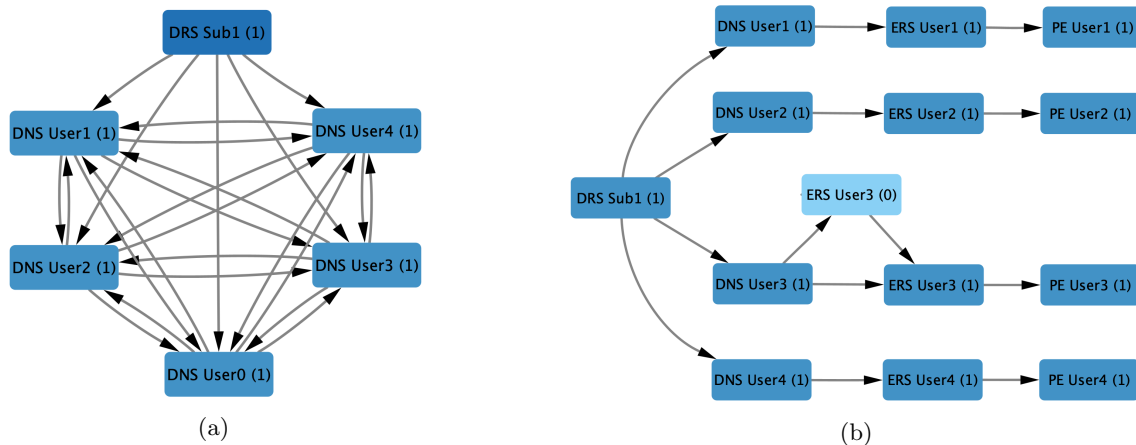 DRS Sub1 (1)
DNS User1 (1)
DNS User4 (1)
DNS User2 (1)
DNS User3 (1)
DNS User0 (1)
(a)
DNS User1 (1)
ERS User1 (1)
PE User1 (1)
DNS User2 (1)
ERS User2 (1)
PE User2 (1)
DRS Sub1 (1)
ERS User3 (0)
DNS User3 (1)
ERS User3 (1)
PE User3 (1)
DNS User4 (1)
ERS User4 (1)
PE User4 (1)
(b)